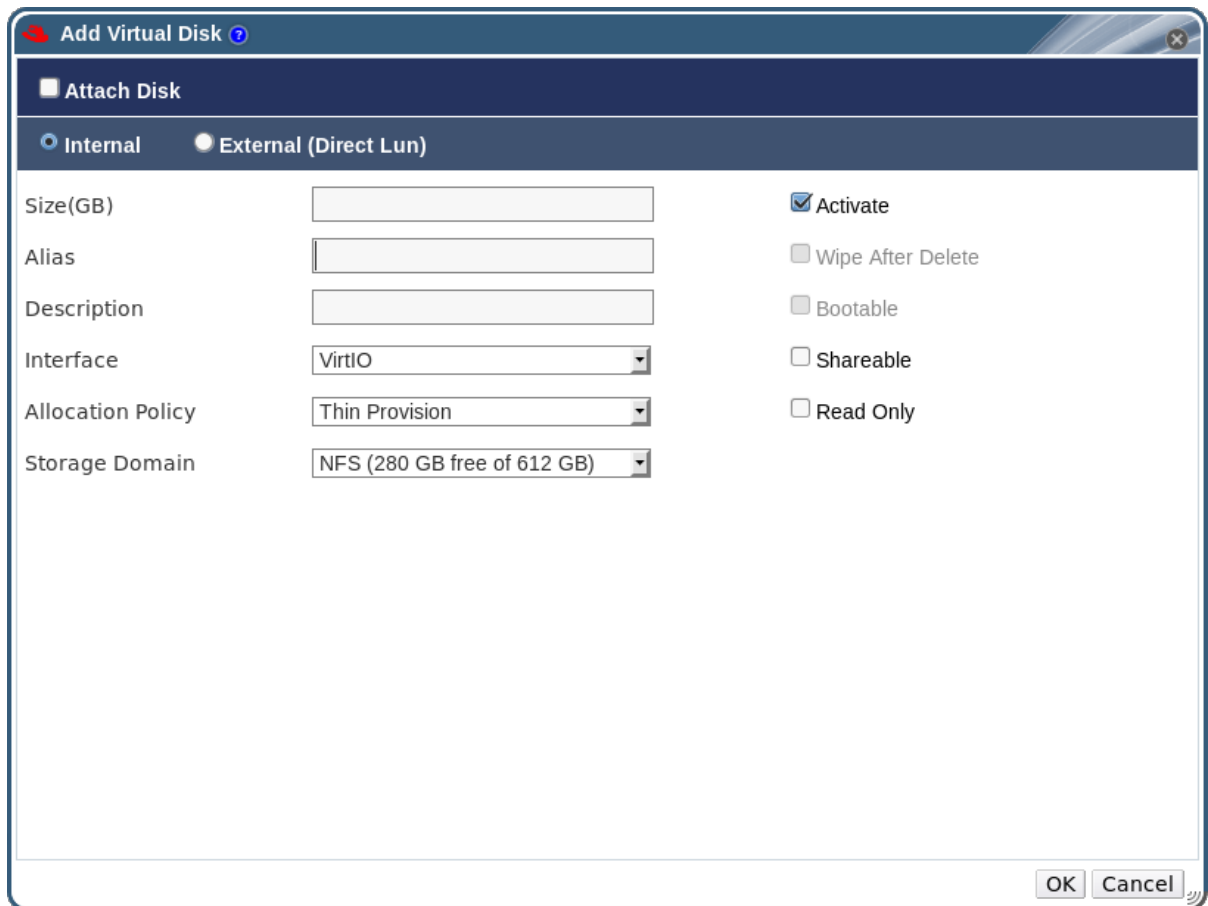 Add Virtual Disk ?
Attach Disk
Internal External (Direct Lun)
Size(GB) Activate
Alias Wipe After Delete
Description Bootable
Interface VirtIO Shareable
Allocation Policy Thin Provision Read Only
Storage Domain NFS (280 GB free of 612 GB)
OK Cancel